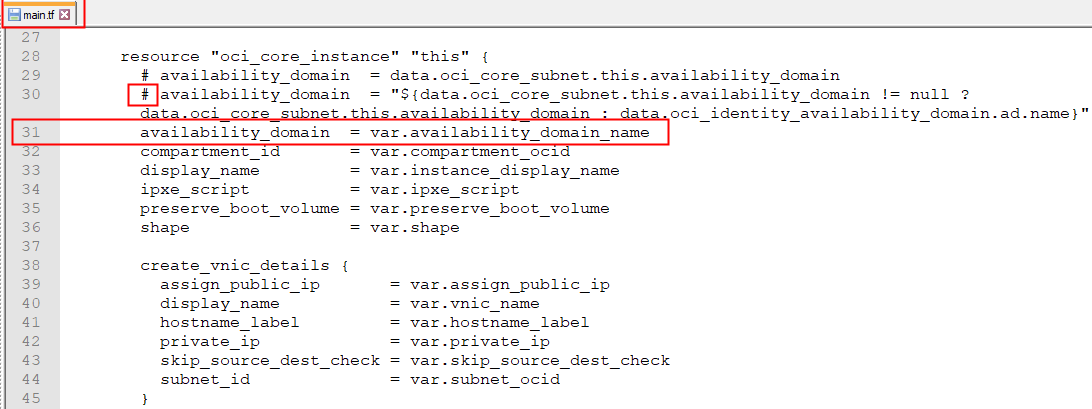 main.tf
27
28 resource "oci_core_instance" "this" {
29 # availability_domain = data.oci_core_subnet.this.availability_domain
30 # availability_domain = "${data.oci_core_subnet.this.availability_domain != null ?
data.oci_core_subnet.this.availability_domain : data.oci_identity_availability_domain.ad.name}"
31 availability_domain = var.availability_domain_name
32 compartment_id = var.compartment_ocid
33 display_name = var.instance_display_name
34 ipxe_script = var.ipxe_script
35 preserve_boot_volume = var.preserve_boot_volume
36 shape = var.shape
37
38 create_vnic_details {
39 assign_public_ip = var.assign_public_ip
40 display_name = var.vnic_name
41 hostname_label = var.hostname_label
42 private_ip = var.private_ip
43 skip_source_dest_check = var.skip_source_dest_check
44 subnet_id = var.subnet_ocid
45 }